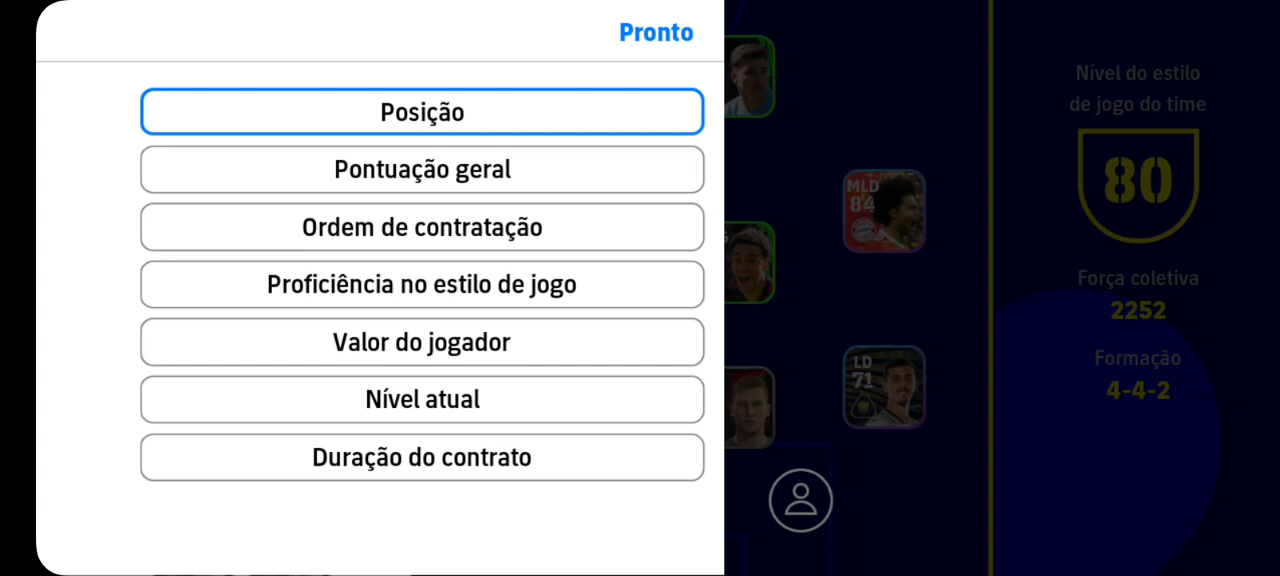 Pronto
Posição
Pontuação geral
Ordem de contratação
Proficiência no estilo de jogo
Valor do jogador
Nível atual
Duração do contrato
MLD
84
LD
71
Nível do estilo
de jogo do time
80
Força coletiva
2252
Formação
4-4-2